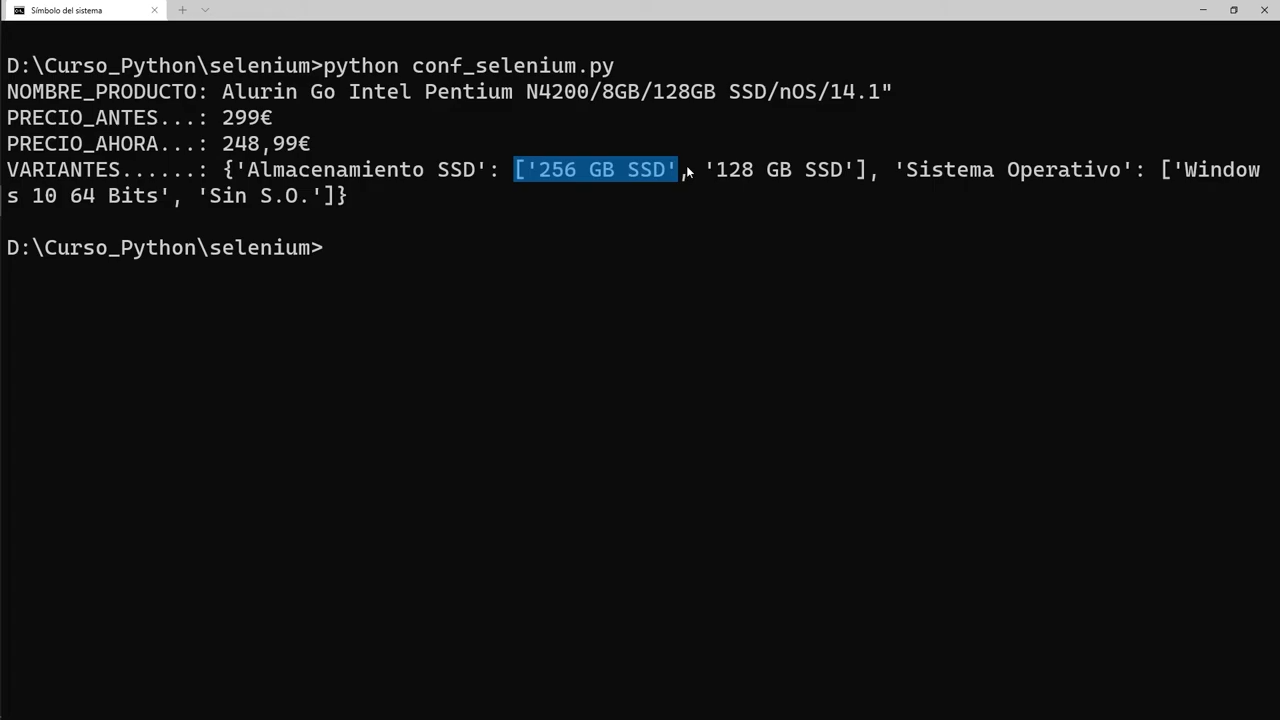 Símbolo del sistema
D:\Curso_Python\selenium>python conf_selenium.py
NOMBRE_PRODUCTO: Alurin Go Intel Pentium N4200/8GB/128GB SSD/nOS/14.1"
PRECIO_ANTES...: 299€
PRECIO_AHORA...: 248,99€
VARIANTES......: {'Almacenamiento SSD': ['256 GB SSD', '128 GB SSD'], 'Sistema Operativo': ['Window
s 10 64 Bits', 'Sin S.O.']}
D:\Curso_Python\selenium>